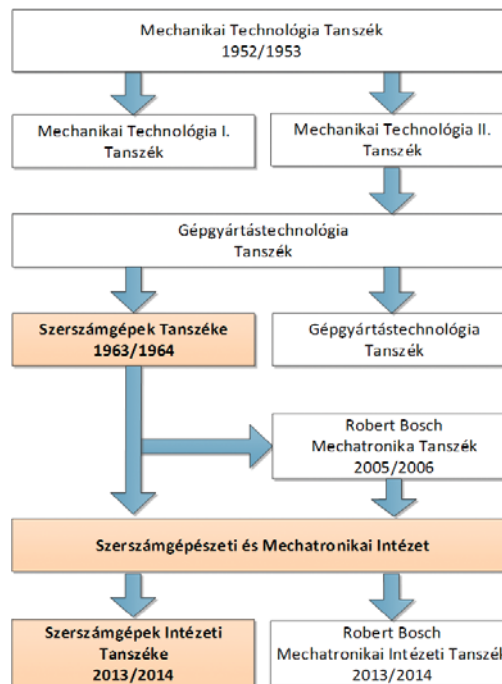 Mechanikai Technológia Tanszék
1952/1953
Mechanikai Technológia I.
Tanszék
Mechanikai Technológia II.
Tanszék
Gépgyártástechnológia
Tanszék
Szerszámgépek Tanszéke
1963/1964
Gépgyártástechnológia
Tanszék
Robert Bosch
Mechatronika Tanszék
2005/2006
Szerszámgépészeti és Mechatronikai Intézet
Szerszámgépek Intézeti
Tanszéke
2013/2014
Robert Bosch
Mechatronikai Intézeti Tanszék
2013/2014